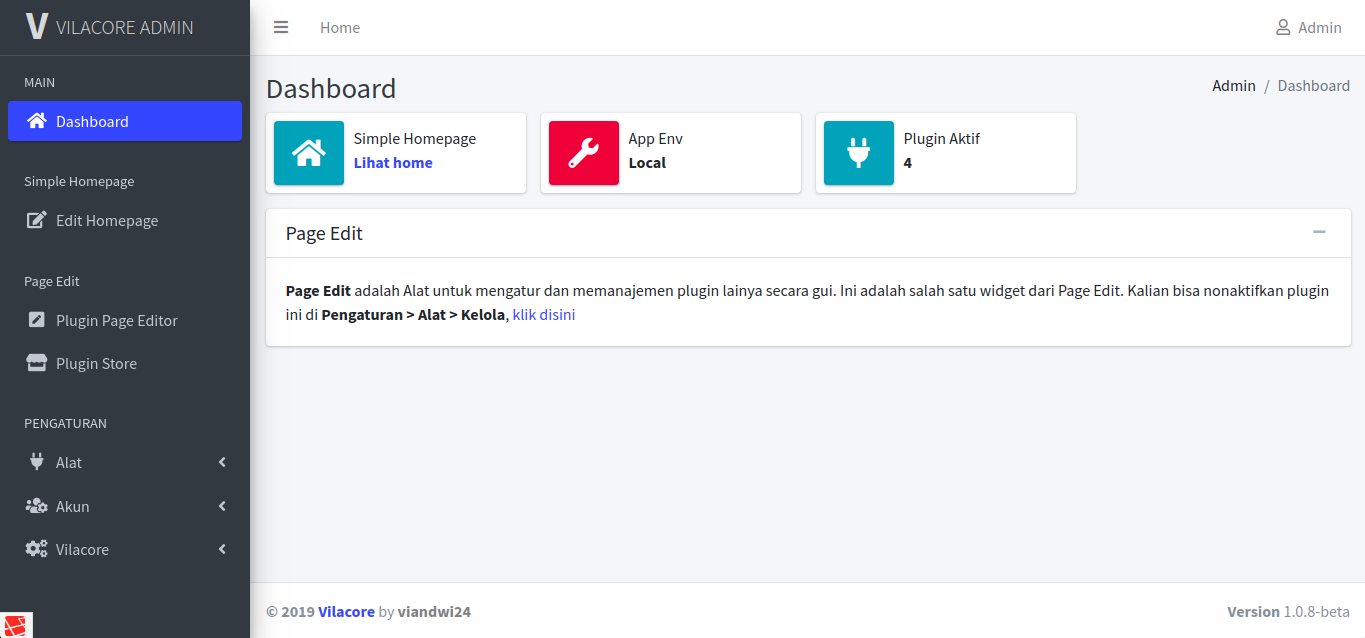 V VILACORE ADMIN
Home
Admin
MAIN
Dashboard
Simple Homepage
Edit Homepage
Page Edit
Plugin Page Editor
Plugin Store
PENGATURAN
Alat
Akun
Vilacore
Dashboard
Admin / Dashboard
Simple Homepage
Lihat home
App Env
Local
Plugin Aktif
4
Page Edit
Page Edit adalah Alat untuk mengatur dan memanajemen plugin lainya secara gui. Ini adalah salah satu widget dari Page Edit. Kalian bisa nonaktifkan plugin
ini di Pengaturan > Alat > Kelola, klik disini
© 2019 Vilacore by viandwi24
Version 1.0.8-beta